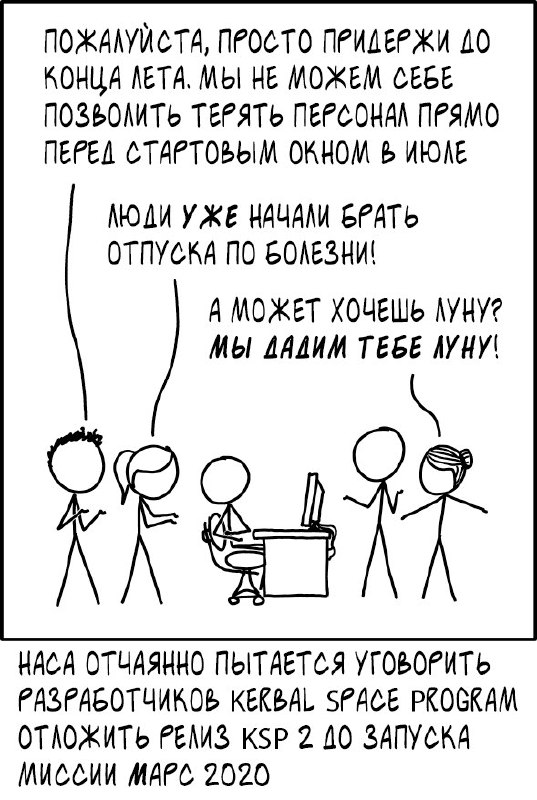 ПОЖАЛУЙСТА, ПРОСТО ПРИДЕРЖИ ДО
КОНЦА ЛЕТА. МЫ НЕ МОЖЕМ СЕБЕ
ПОЗВОЛИТЬ ТЕРЯТЬ ПЕРСОНАЛ ПРЯМО
ПЕРЕД СТАРТОВЫМ ОКНОМ В ИЮЛЕ
ЛЮДИ УЖЕ НАЧАЛИ БРАТЬ
ОТПУСКА ПО БОЛЕЗНИ!
А МОЖЕТ ХОЧЕШЬ ЛУНУ?
МЫ ДАДИМ ТЕБЕ ЛУНУ!
НАСА ОТЧАЯННО ПЫТАЕТСЯ УГОВОРИТЬ
РАЗРАБОТЧИКОВ KERBAL SPACE PROGRAM
ОТЛОЖИТЬ РЕЛИЗ KSP 2 ДО ЗАПУСКА
МИССИИ МАРС 2020